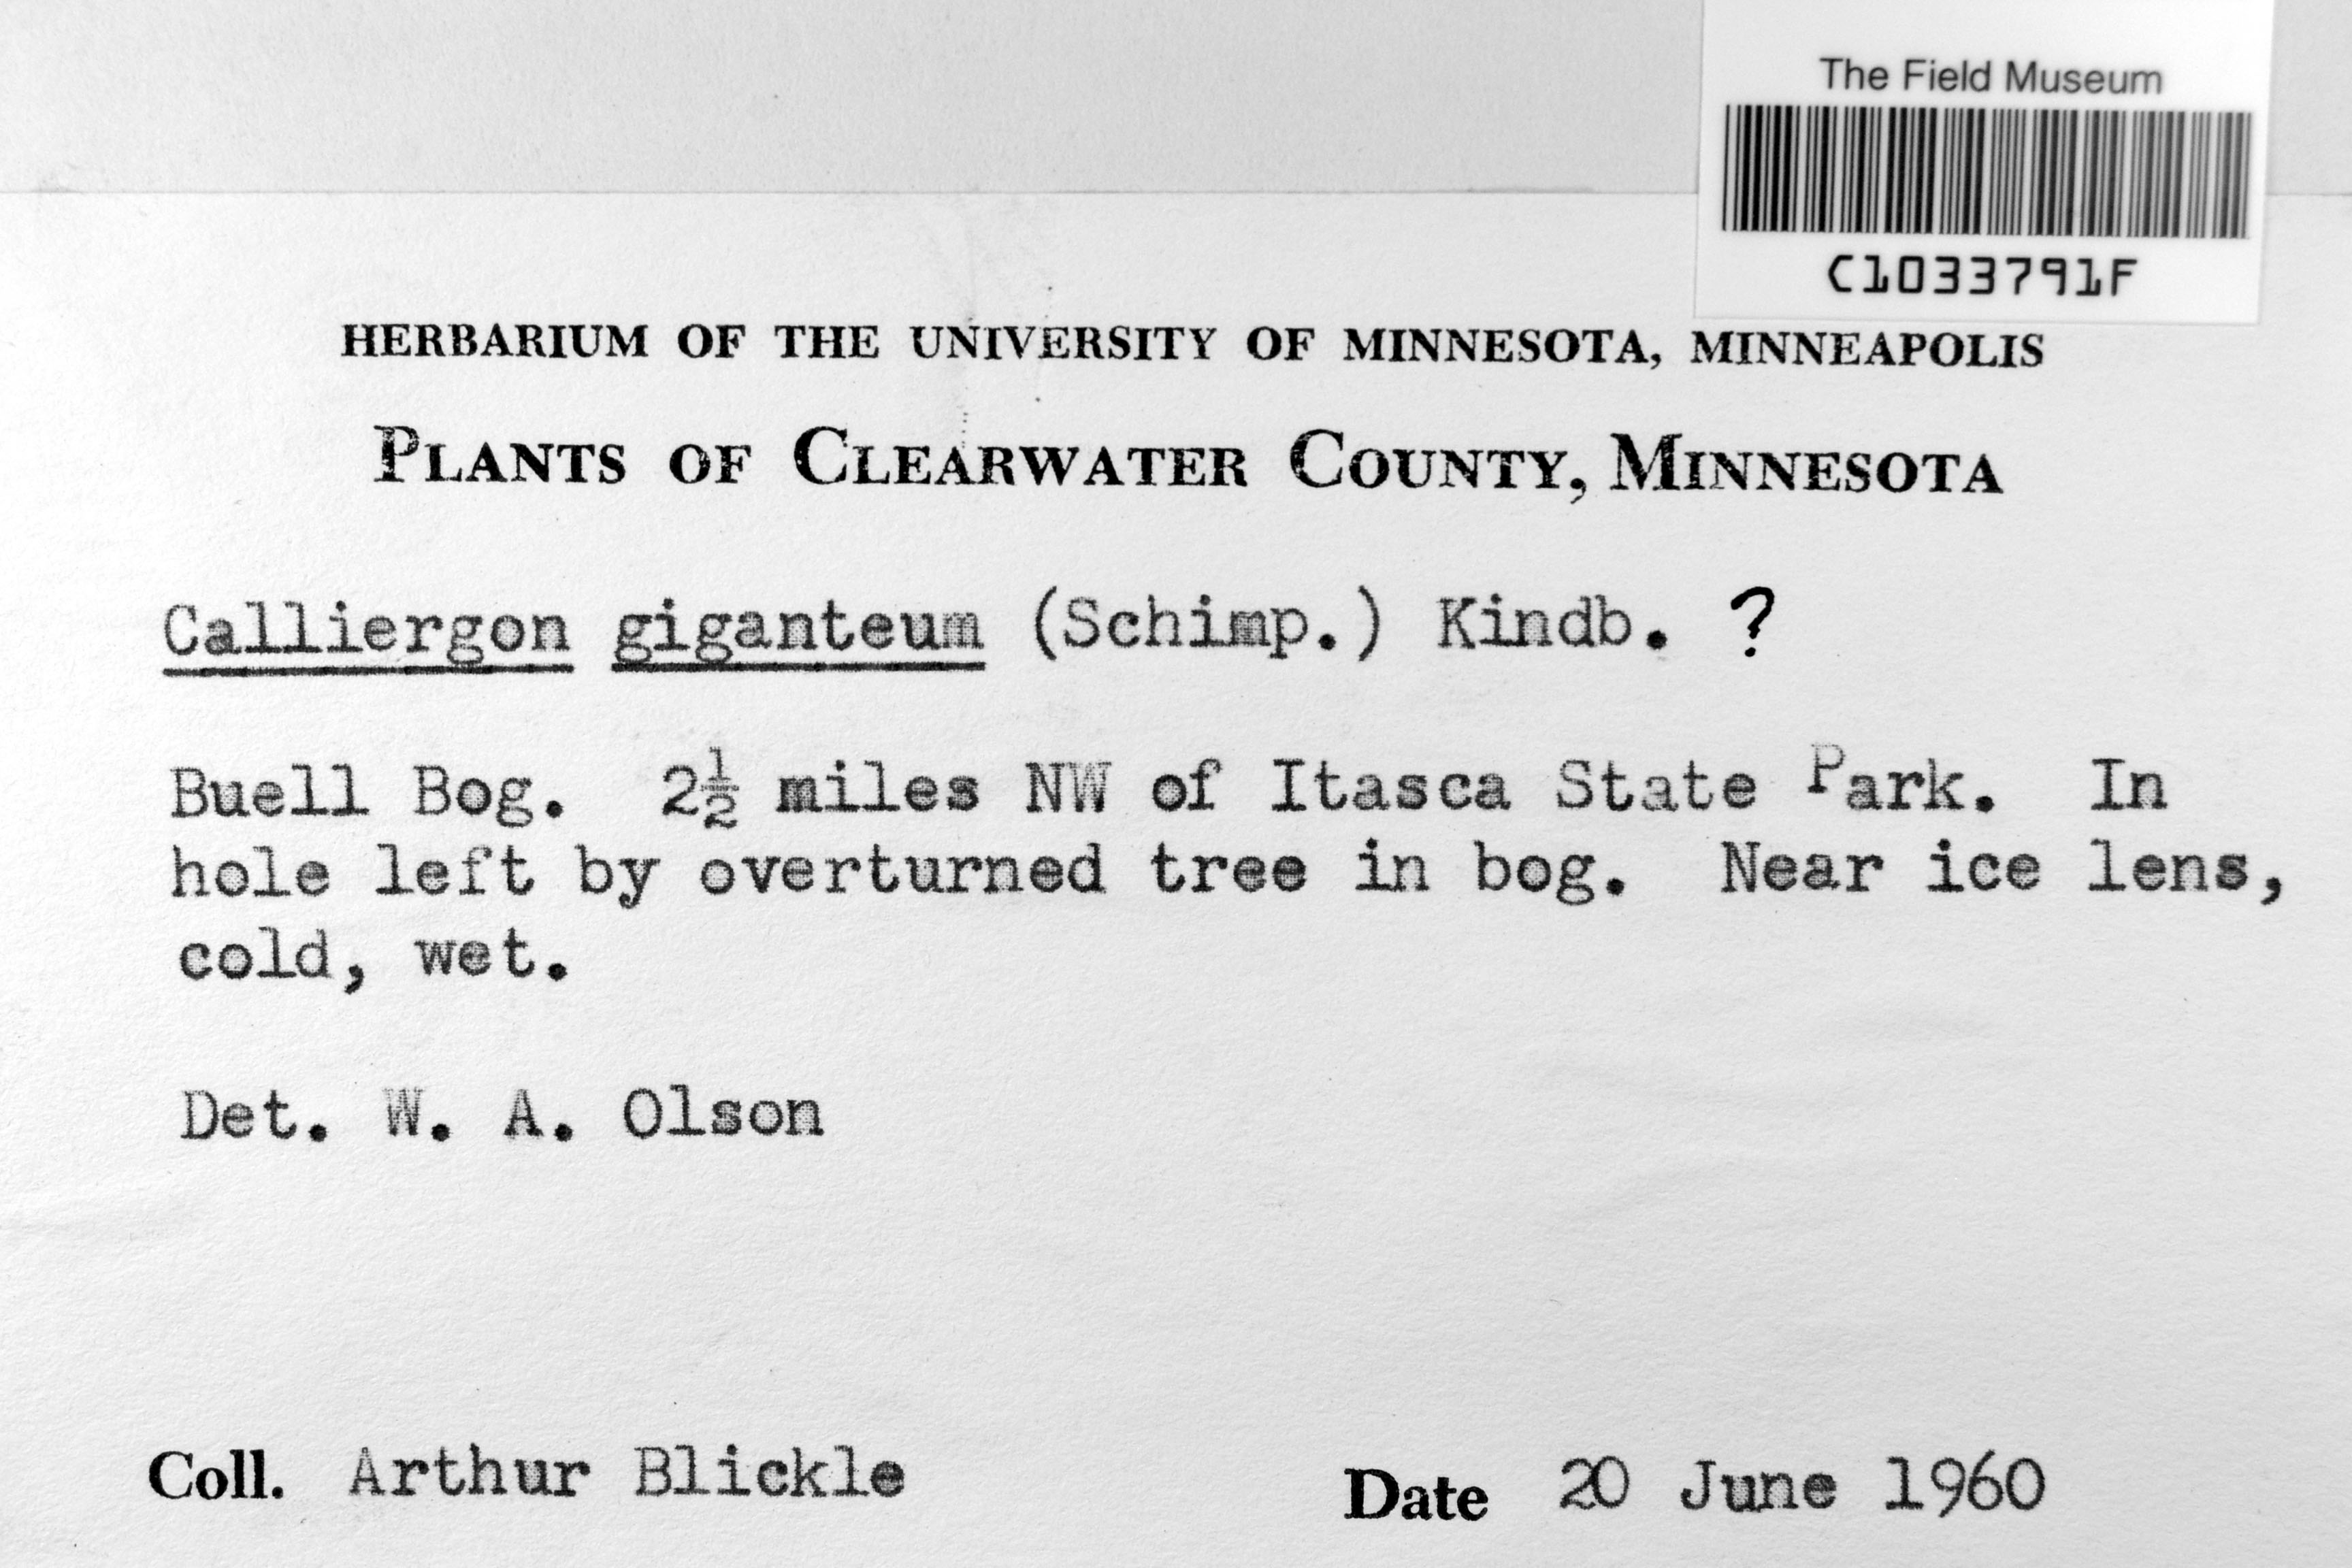 The Field Museum
C1033791F
HERBARIUM OF THE UNIVERSITY OF MINNESOTA, MINNEAPOLIS
PLANTS OF CLEARWATER COUNTY, MINNESOTA
Calliergon giganteum (Schimp.) Kindb. ?
Buell Bog. 2½ miles NW of Itasca State Park. In
hole left by overturned tree in bog. Near ice lens,
cold, wet.
Det. W. A. Olson
Coll. Arthur Blickle Date 20 June 1960